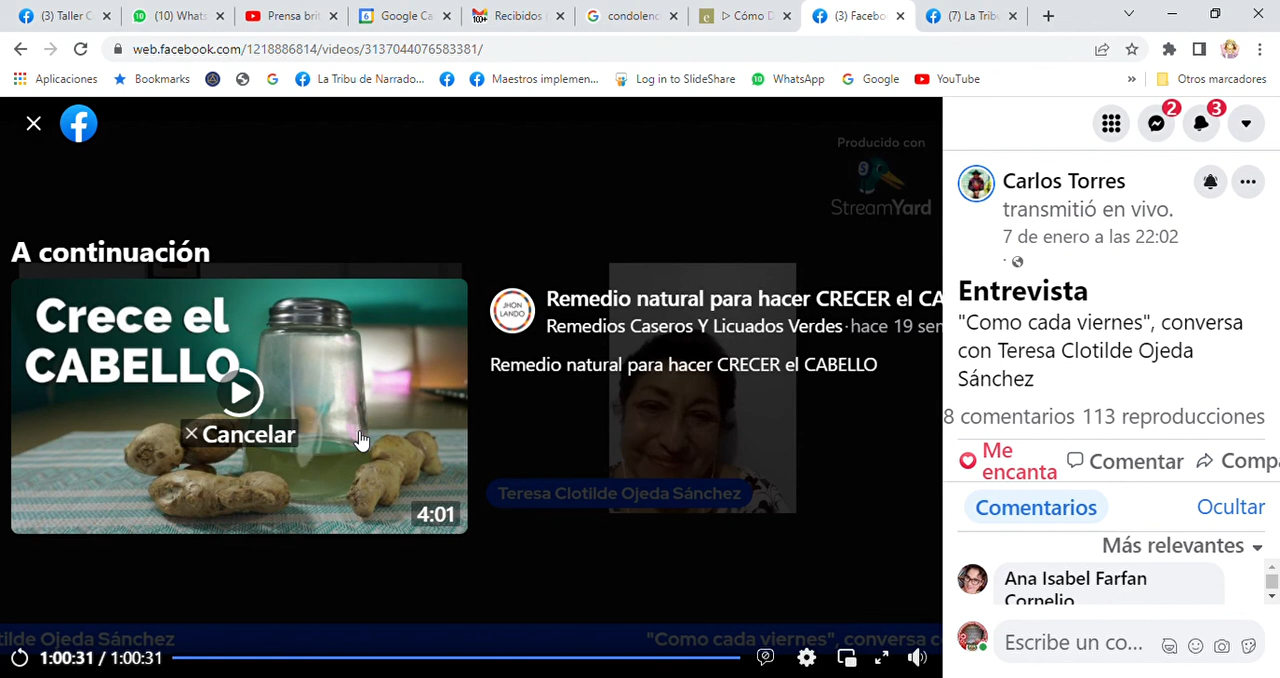 (3) Taller C
(10) Whats
Prensa brit
Google Ca
Recibidos
condolenc
▷ Cómo D
(3) Facebo
(7) La Tribu
web.facebook.com/1218886814/videos/3137044076583381/
Aplicaciones
Bookmarks
La Tribu de Narrado...
Maestros implemen...
Log in to SlideShare
WhatsApp
Google
YouTube
»
Otros marcadores
2
3
Producido con
StreamYard
A continuación
Crece el
CABELLO
× Cancelar
4:01
JHON
LANDO
Remedio natural para hacer CRECER el CA
Remedios Caseros Y Licuados Verdes · hace 19 sem
Remedio natural para hacer CRECER el CABELLO
Teresa Clotilde Ojeda Sánchez
tilde Ojeda Sánchez
"Como cada viernes", conversa c
1:00:31 / 1:00:31
Carlos Torres
transmitió en vivo.
7 de enero a las 22:02
·
Entrevista
"Como cada viernes", conversa
con Teresa Clotilde Ojeda
Sánchez
8 comentarios 113 reproducciones
Me
encanta
Comentar
Compa
Comentarios
Ocultar
Más relevantes
Ana Isabel Farfan
Cornelio
Escribe un co...